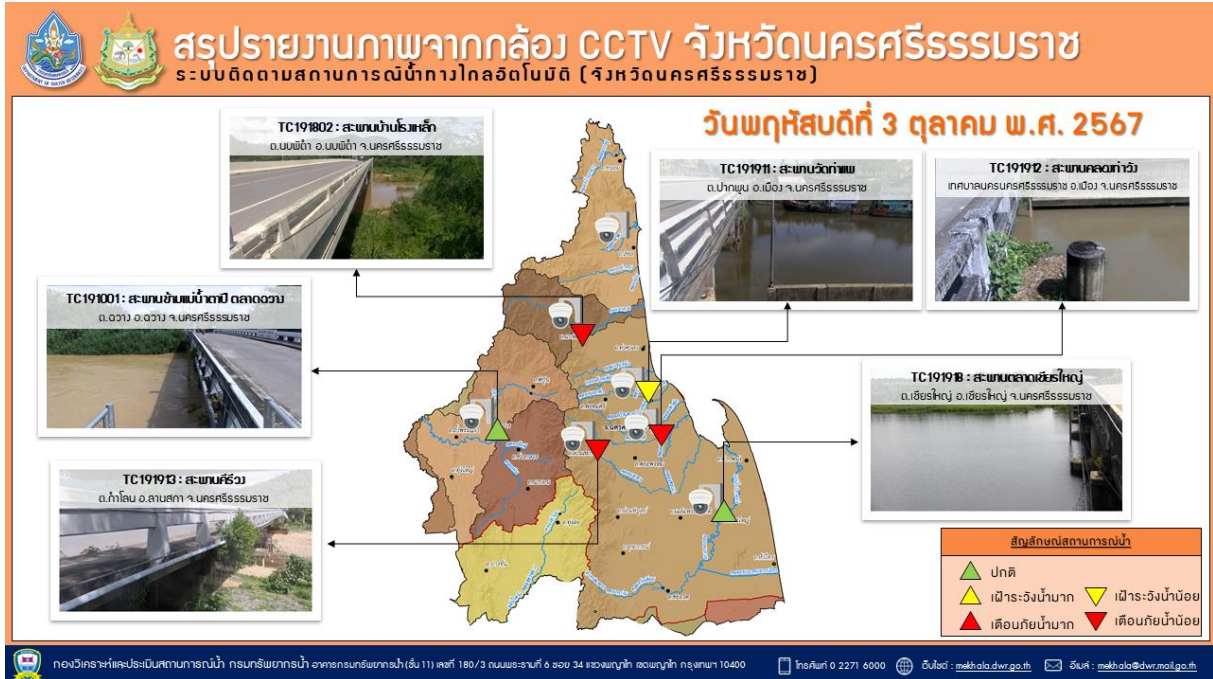 สรุปรายงานภาพจากกล้อง CCTV จังหวัดนครศรีธรรมราช
ระบบติดตามสถานการณ์น้ำทางไกลอัตโนมัติ (จังหวัดนครศรีธรรมราช)
วันพฤหัสบดีที่ 3 ตุลาคม พ.ศ. 2567
TC191802 : สะพานบ้านโรงเหล็ก
ต.นบพิตำ อ.นบพิตำ จ.นครศรีธรรมราช
TC191911 : สะพานวัดท่าแพ
ต.ปากพูน อ.เมือง จ.นครศรีธรรมราช
TC191912 : สะพานคลองท่าวัง
เทศบาลนครนครศรีธรรมราช อ.เมือง จ.นครศรีธรรมราช
TC191001 : สะพานข้ามแม่น้ำตาปี ตลาดฉวาง
ต.ฉวาง อ.ฉวาง จ.นครศรีธรรมราช
TC191918 : สะพานตลาดเชียรใหญ่
ต.เชียรใหญ่ อ.เชียรใหญ่ จ.นครศรีธรรมราช
TC191913 : สะพานคีรีวง
ต.กำโลน อ.ลานสกา จ.นครศรีธรรมราช
สัญลักษณ์สถานการณ์น้ำ
ปกติ
เฝ้าระวังน้ำมาก เฝ้าระวังน้ำน้อย
เตือนภัยน้ำมาก เตือนภัยน้ำน้อย
กองวิเคราะห์และประเมินสถานการณ์น้ำ กรมทรัพยากรน้ำ อาคารกรมทรัพยากรน้ำ (ชั้น 11) เลขที่ 180/3 ถนนพระรามที่ 6 ซอย 34 แขวงพญาไท เขตพญาไท กรุงเทพฯ 10400 โทรศัพท์ 0 2271 6000 เว็บไซต์ : mekhala.dwr.go.th อีเมล์ : mekhala@dwr.mail.go.th